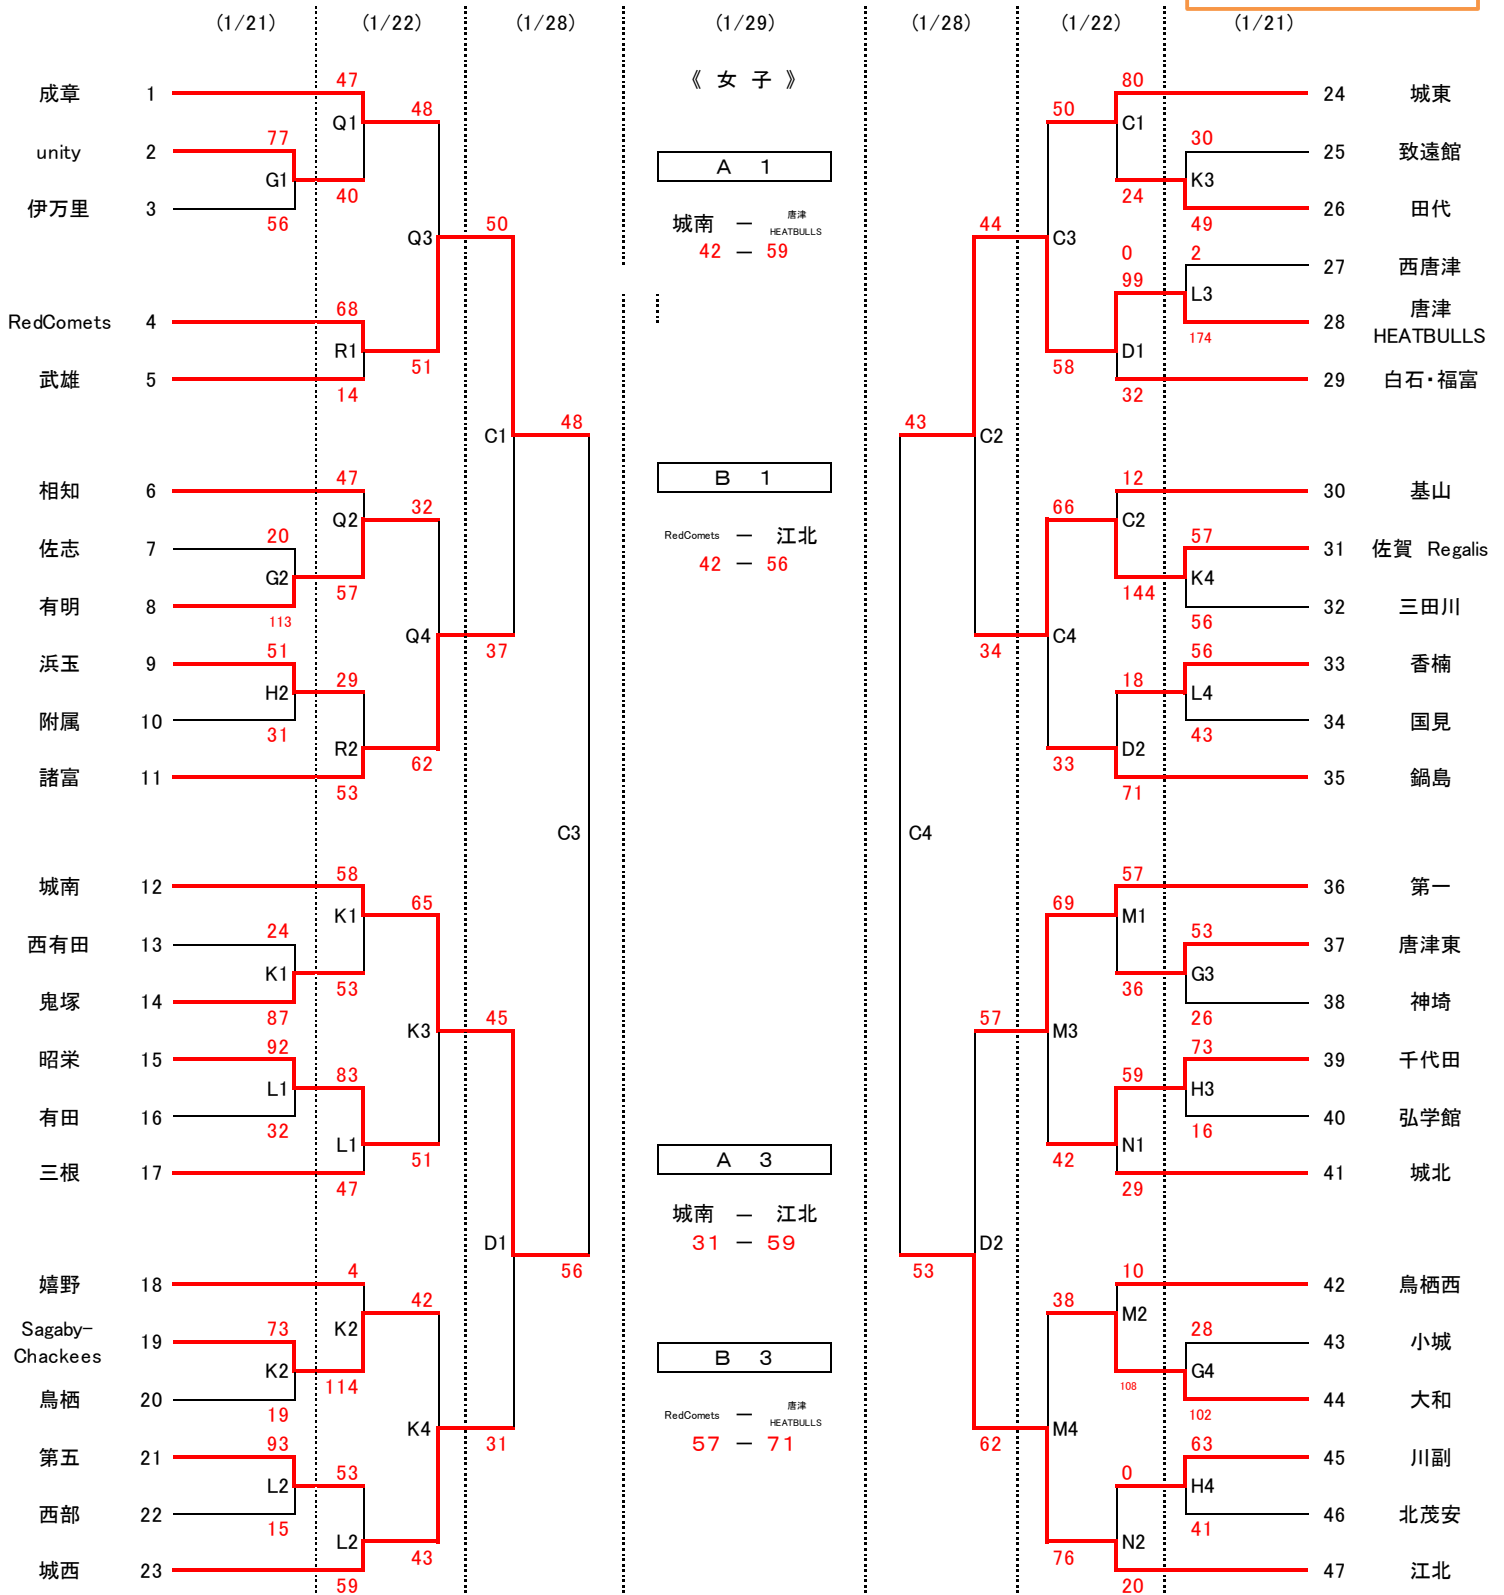 (1/21) (1/22) (1/28) (1/29) (1/28) (1/22) (1/21)
《 女 子 》
成章 1 47
Q1 48
unity 2 77
G1 40
伊万里 3 56
Q3 50
RedComets 4 68
R1 51
武雄 5 14
C1 48
相知 6 47
Q2 32
佐志 7 20
G2 57
有明 8 113
Q4 37
浜玉 9 51
H2 29
附属 10 31
R2 62
諸富 11 53
C3
城南 12 58
K1 65
西有田 13 24
K1 53
鬼塚 14 87
K3 45
昭栄 15 92
L1 83
有田 16 32
L1 51
三根 17 47
D1 56
嬉野 18 4
K2 42
Sagaby-
Chackees 19 73
K2 114
鳥栖 20 19
K4 31
第五 21 93
L2 53
西部 22 15
L2 43
城西 23 59
A 1
城南 － 唐津
HEATBULLS
42 － 59
B 1
RedComets － 江北
42 － 56
A 3
城南 － 江北
31 － 59
B 3
RedComets － 唐津
HEATBULLS
57 － 71
80 24 城東
50 C1
30 25 致遠館
24 K3
49 26 田代
44 C3
0 2 27 西唐津
99 L3
174 28 唐津
HEATBULLS
58 D1
32 29 白石・福富
43 C2
12 30 基山
66 C2
57 31 佐賀 Regalis
144 K4
56 32 三田川
34 C4
56 33 香楠
18 L4
43 34 国見
33 D2
71 35 鍋島
C4
57 36 第一
69 M1
53 37 唐津東
36 G3
26 38 神埼
57 M3
73 39 千代田
59 H3
16 40 弘学館
42 N1
29 41 城北
53 D2
10 42 鳥栖西
38 M2
28 43 小城
108 G4
102 44 大和
62 M4
63 45 川副
0 H4
41 46 北茂安
76 N2
20 47 江北